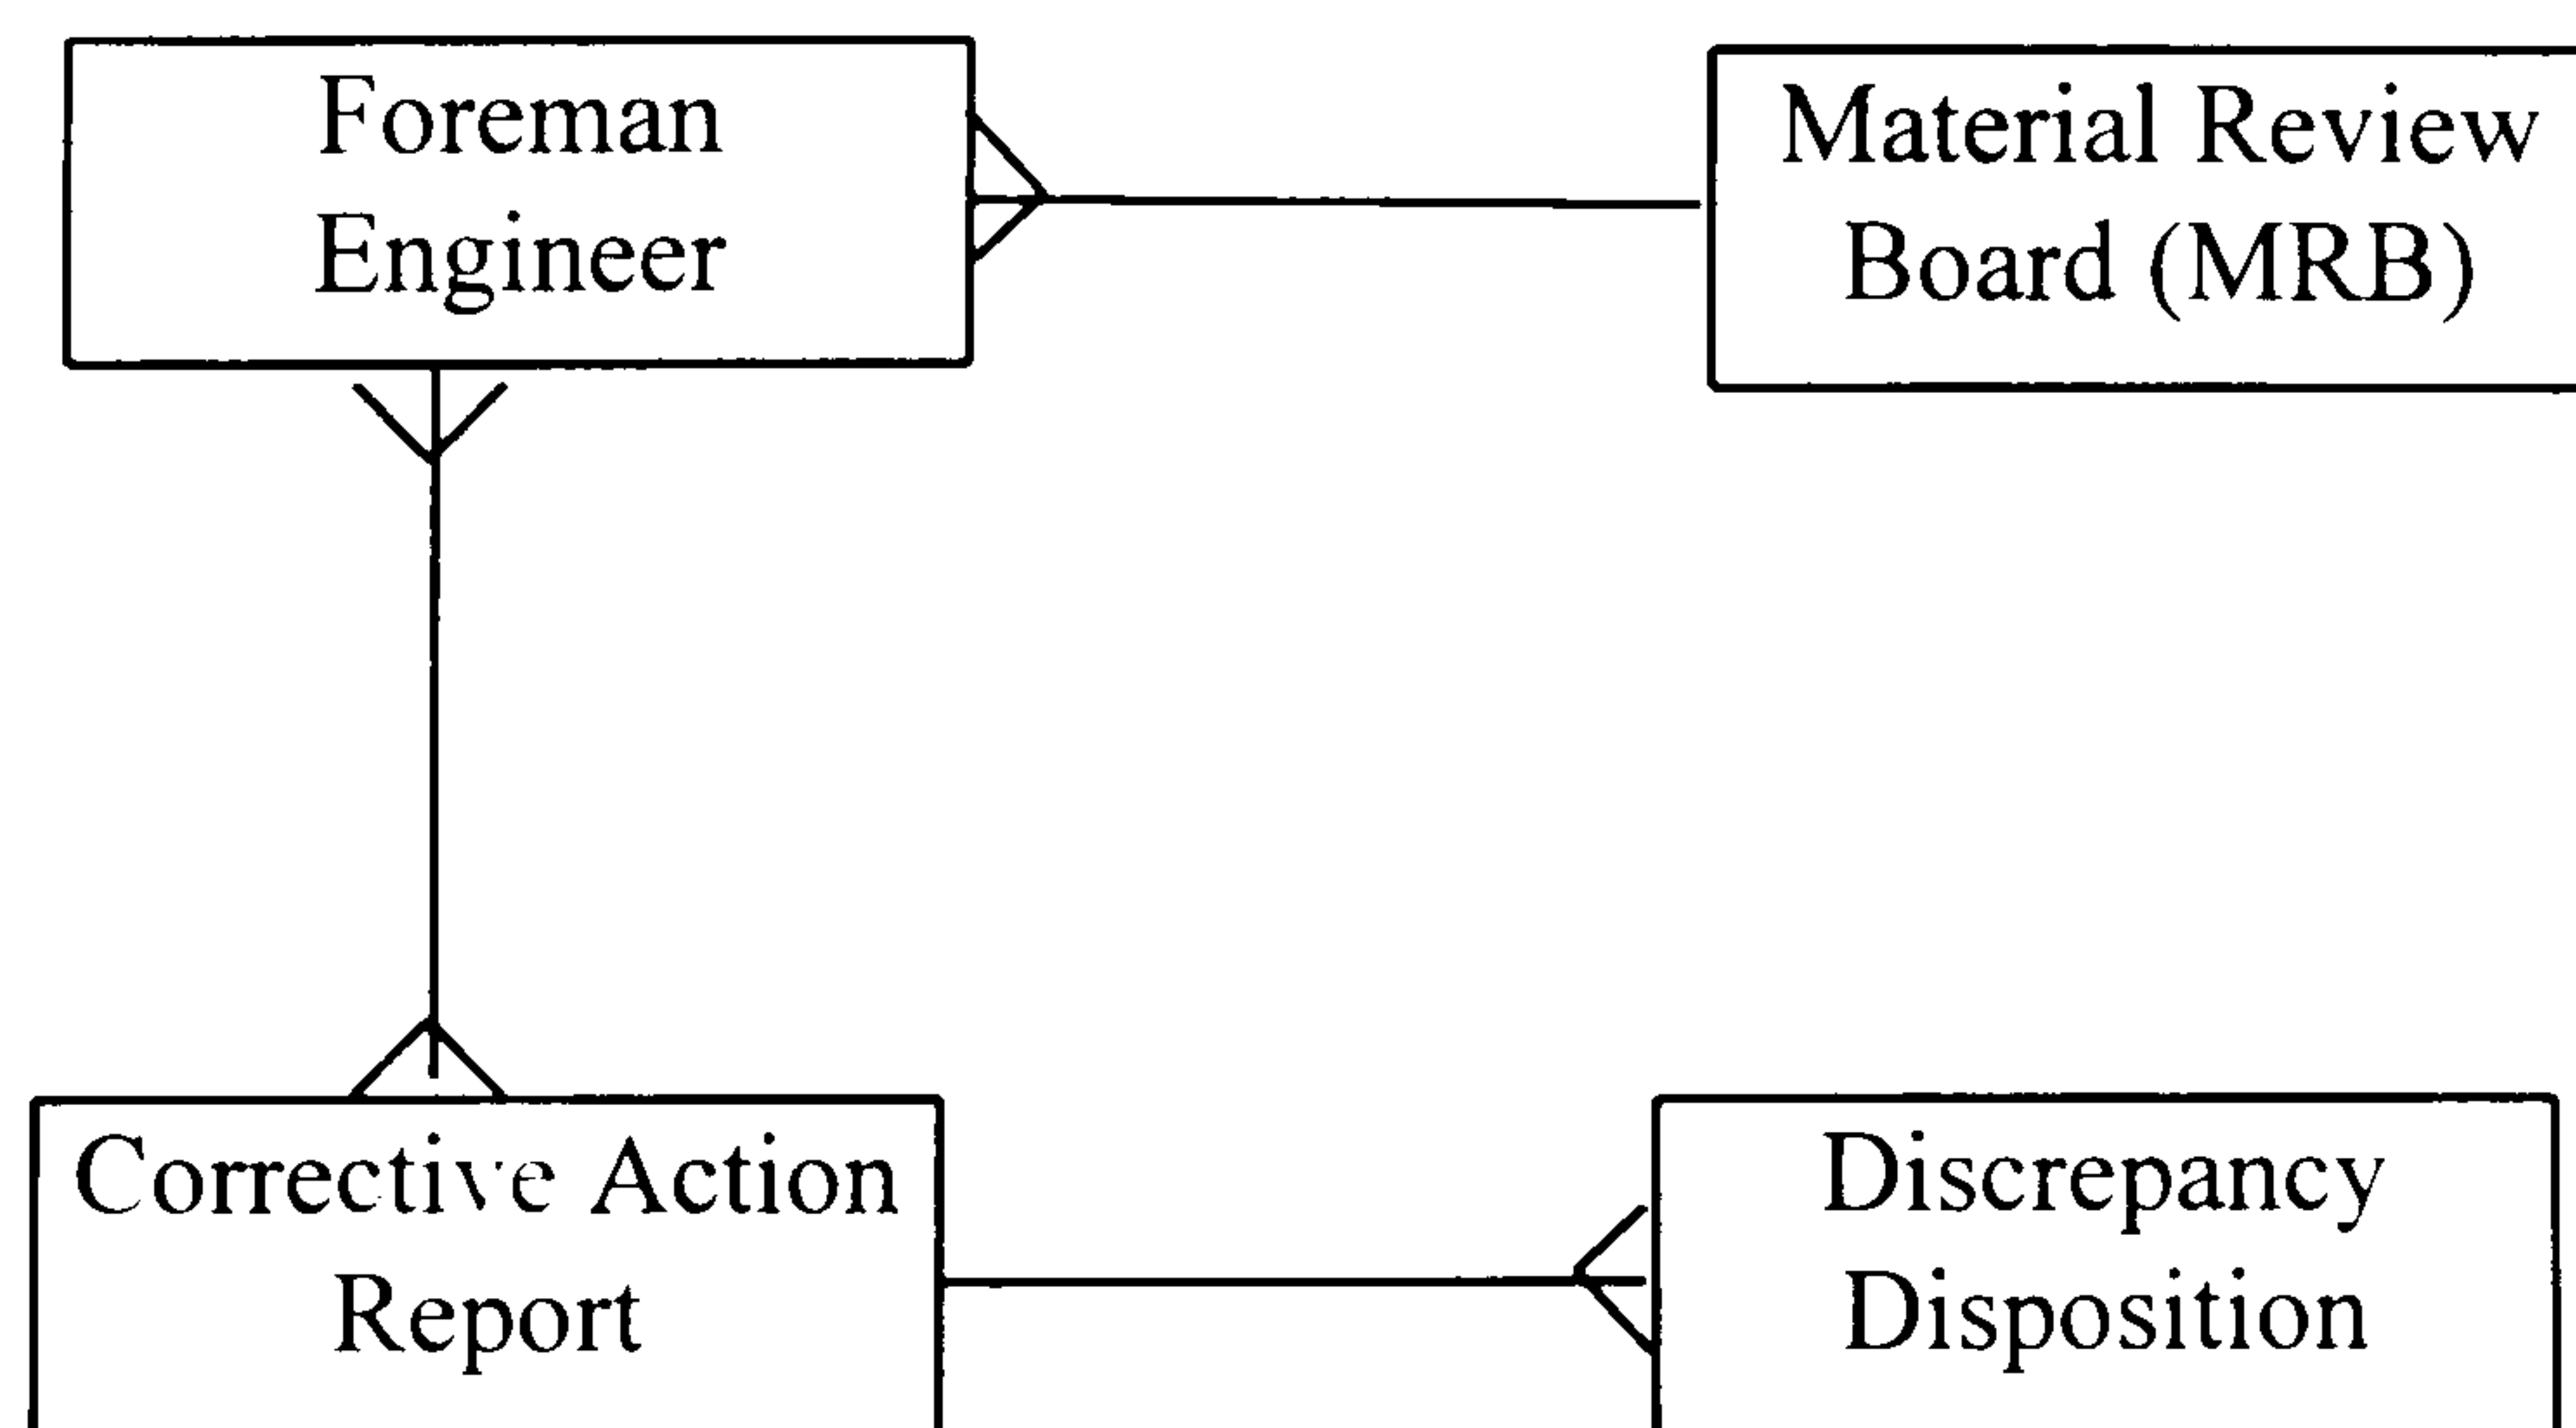 Foreman
Engineer
Material Review
Board (MRB)
Corrective Action
Report
Discrepancy
Disposition